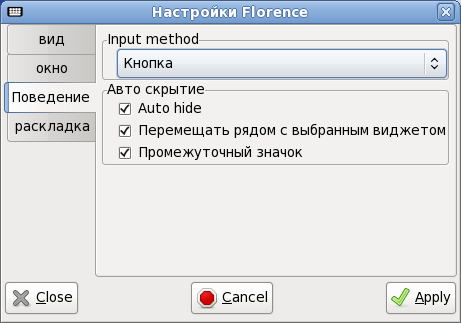 Настройки Florence
вид
окно
Поведение
раскладка
Input method
Кнопка
Авто скрытие
Auto hide
Перемещать рядом с выбранным виджетом
Промежуточный значок
Close
Cancel
Apply